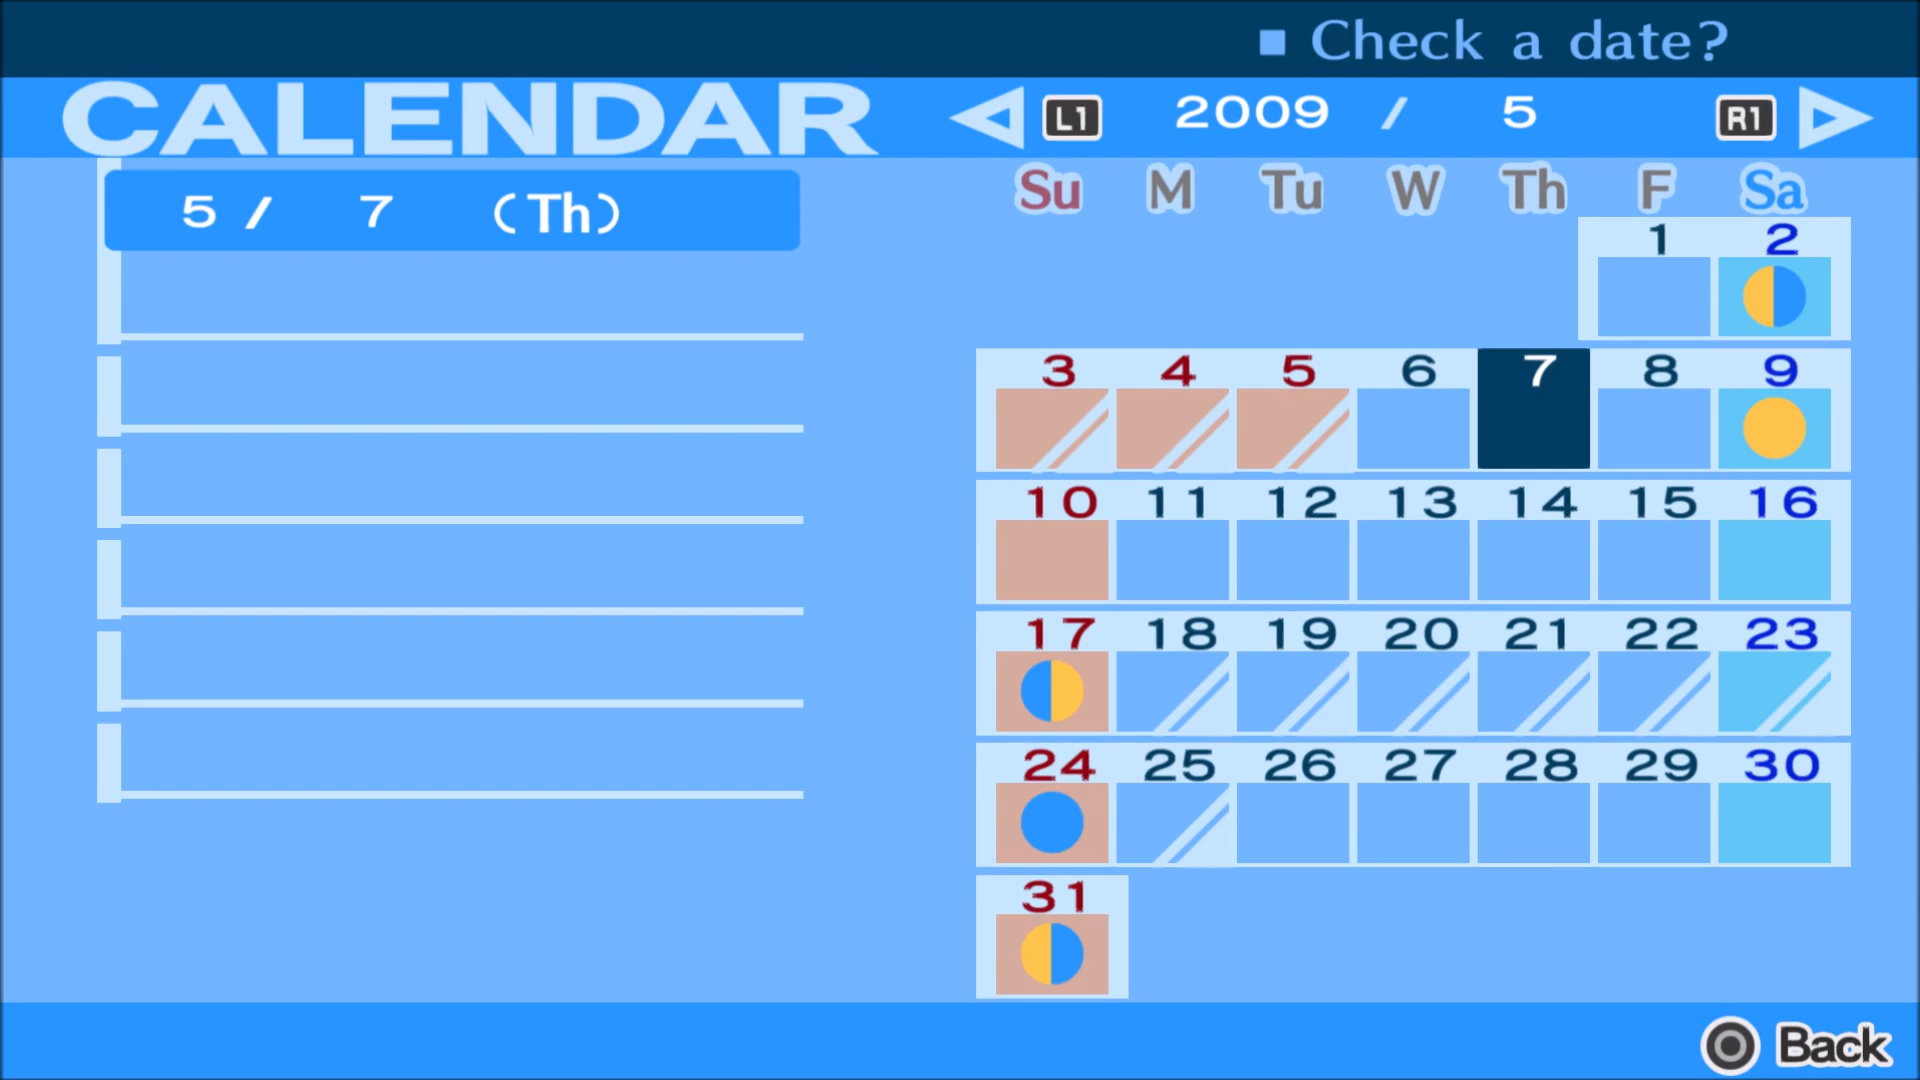 ■ Check a date?
CALENDAR
L1 2009 / 5 R1
5 / 7 (Th)
Su M Tu W Th F Sa
1 2
3 4 5 6 7 8 9
10 11 12 13 14 15 16
17 18 19 20 21 22 23
24 25 26 27 28 29 30
31
Back